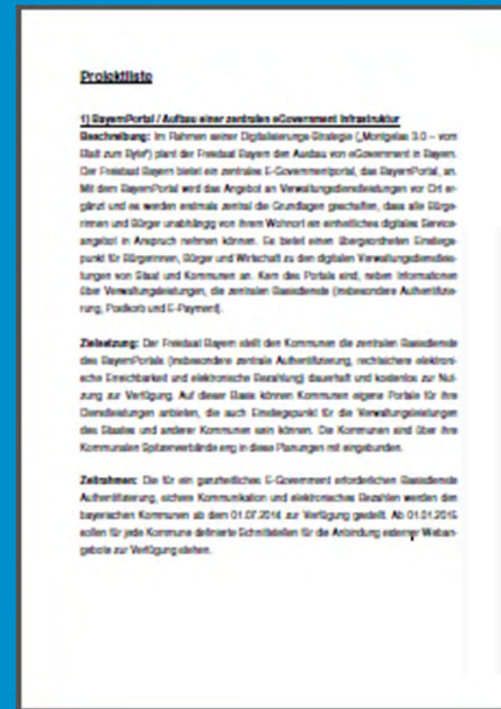 Projektliste
1) BayernPortal / Aufbau einer zentralen eGovernment Infrastruktur
Beschreibung: Im Rahmen seiner Digitalisierungs-Strategie („Montgelas 3.0 – vom
Blatt zum Byte“) plant der Freistaat Bayern den Ausbau von eGovernment in Bayern.
Der Freistaat Bayern bietet ein zentrales E-Governmentportal, das BayernPortal, an.
Mit dem BayernPortal wird das Angebot an Verwaltungsdienstleistungen vor Ort er-
gänzt und es werden erstmals zentral die Grundlagen geschaffen, dass alle Bürge-
rinnen und Bürger unabhängig von ihrem Wohnort ein einheitliches digitales Service-
angebot in Anspruch nehmen können. Es bietet einen übergeordneten Einstiegs-
punkt für Bürgerinnen, Bürger und Wirtschaft zu den digitalen Verwaltungsdienstleis-
tungen von Staat und Kommunen an. Kern des Portals sind, neben Informationen
über Verwaltungsleistungen, die zentralen Basisdienste (insbesondere Authentifizie-
rung, Postkorb und E-Payment).
Zielsetzung: Der Freistaat Bayern stellt den Kommunen die zentralen Basisdienste
des BayernPortals (insbesondere zentrale Authentifizierung, rechtssichere elektroni-
sche Erreichbarkeit und elektronische Bezahlung) dauerhaft und kostenlos zur Nut-
zung zur Verfügung. Auf dieser Basis können Kommunen eigene Portale für ihre
Dienstleistungen anbieten, die auch Einstiegspunkt für die Verwaltungsleistungen
des Staates und anderer Kommunen sein können. Die Kommunen sind über ihre
Kommunalen Spitzenverbände eng in diese Planungen mit eingebunden.
Zeitrahmen: Die für ein ganzheitliches E-Government erforderlichen Basisdienste
Authentifizierung, sichere Kommunikation und elektronisches Bezahlen werden den
bayerischen Kommunen ab dem 01.07.2014 zur Verfügung gestellt. Ab 01.01.2015
sollen für jede Kommune definierte Schnittstellen für die Anbindung externer Weban-
gebote zur Verfügung stehen.